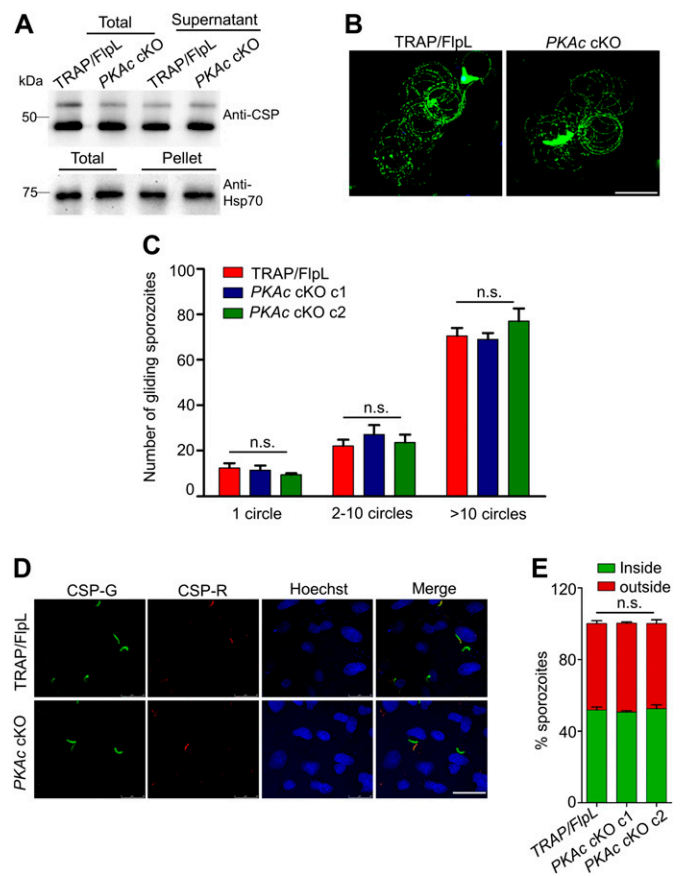 A
Total
Supernatant
TRAP/FlpL
PKAc cKO
TRAP/FlpL
PKAc cKO
kDa
50
Anti-CSP
Total
Pellet
75
Anti-
Hsp70
B
TRAP/FlpL
PKAc cKO
C
Number of gliding sporozoites
100
80
60
40
20
0
TRAP/FlpL
PKAc cKO c1
PKAc cKO c2
n.s.
n.s.
n.s.
1 circle
2-10 circles
>10 circles
D
CSP-G
CSP-R
Hoechst
Merge
TRAP/FlpL
PKAc cKO
E
Inside
outside
n.s.
% sporozoites
120
80
40
0
TRAP/FlpL
PKAc cKO c1
PKAc cKO c2